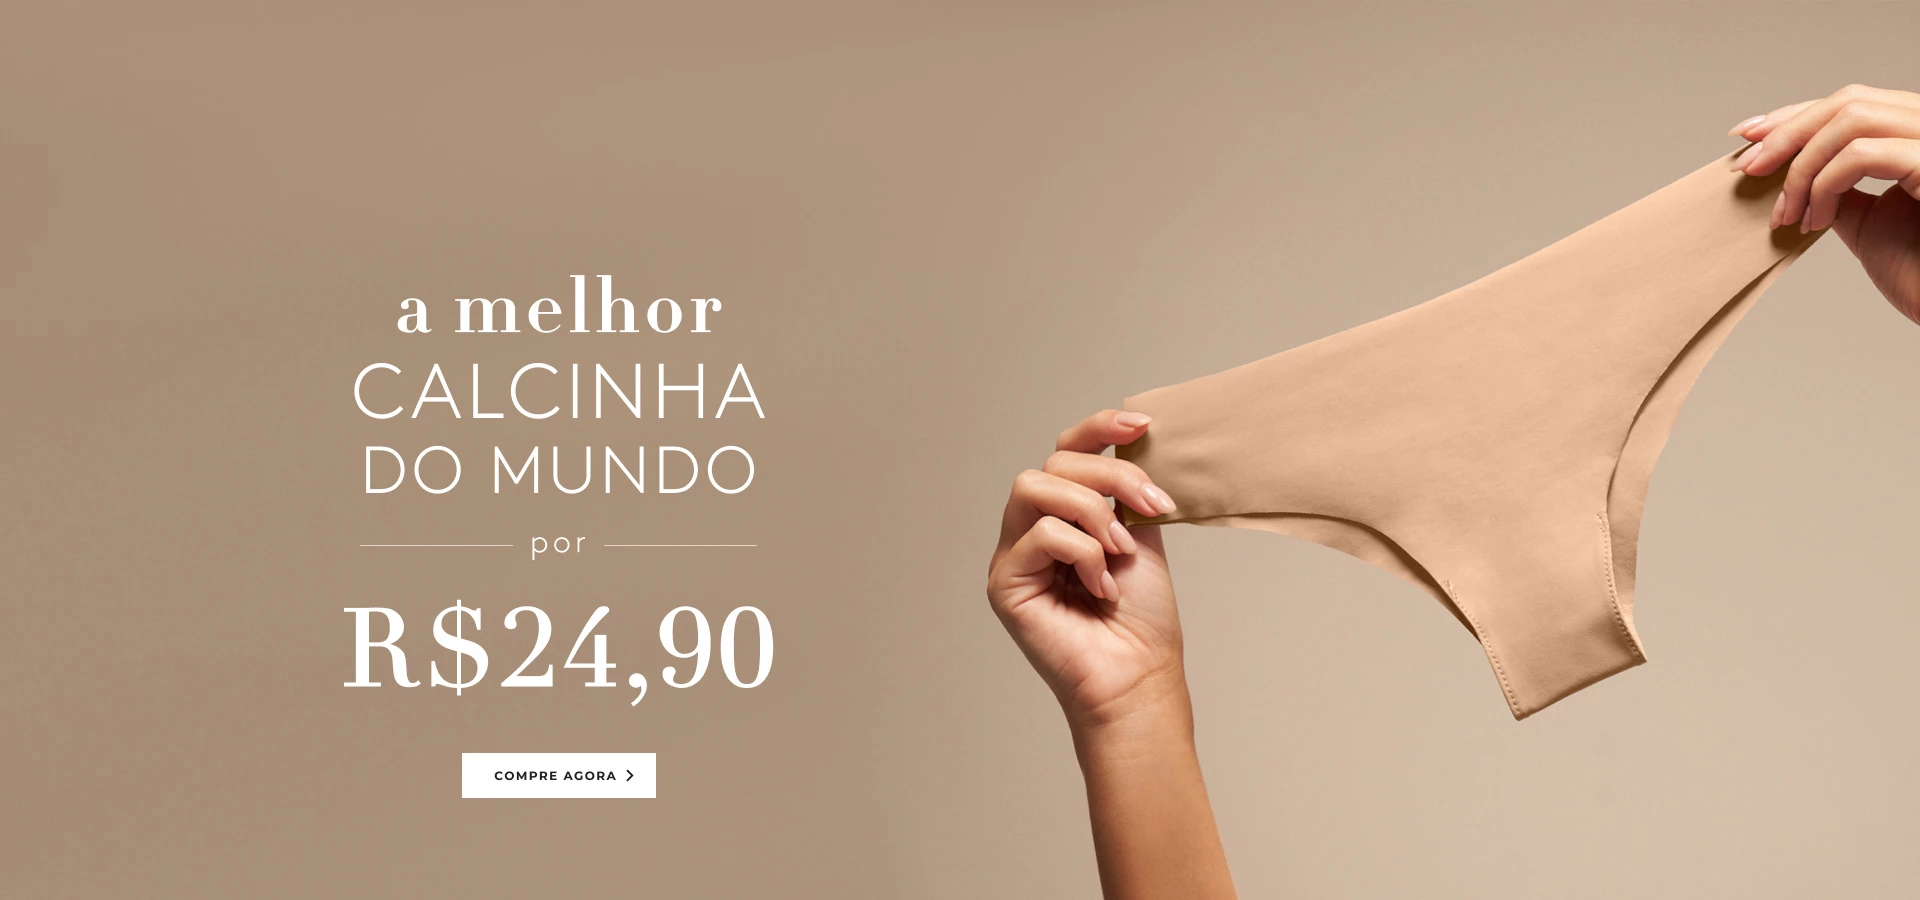 a melhor
CALCINHA
DO MUNDO
por
R$24,90
COMPRE AGORA